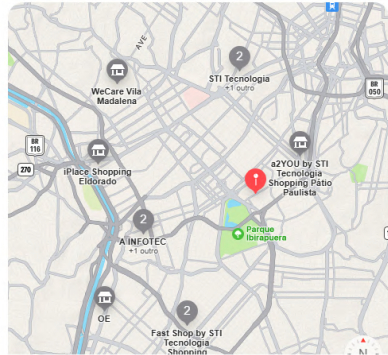 AVE
2
STI Tecnologia
+1 outro
WeCare Vila
Madalena
BR
050
BR
116
270
iPlace Shopping
Eldorado
a2YOU by STI
Tecnologia
Shopping Pátio
Paulista
2
A INFOTEC
+1 outro
Parque
Ibirapuera
OE
2
Fast Shop by STI
Tecnologia
Shopping
N